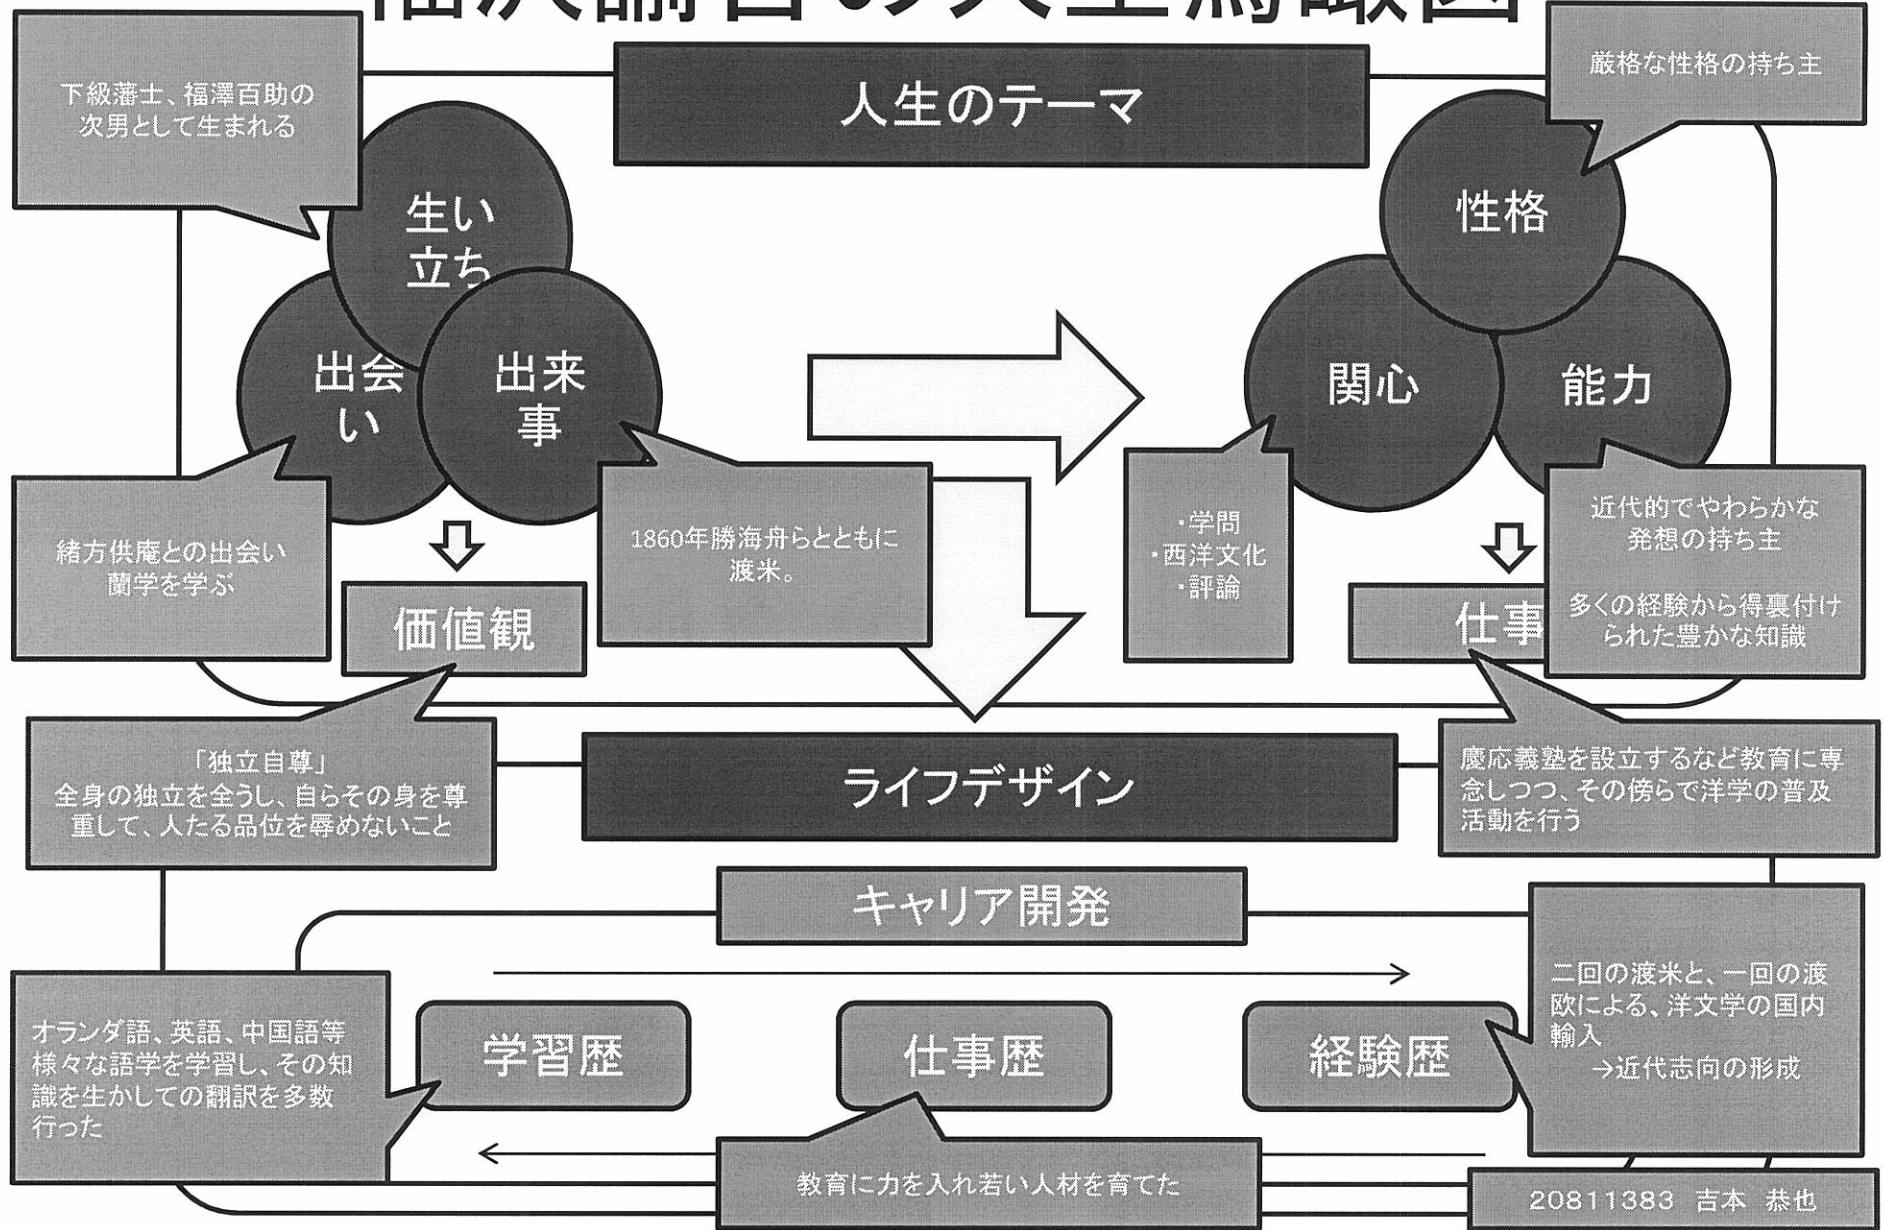 福沢諭吉の人生鳥瞰図
人生のテーマ
下級藩士、福澤百助の
次男として生まれる
厳格な性格の持ち主
生い
立ち
出会
い
出来
事
性格
関心
能力
緒方供庵との出会い
蘭学を学ぶ
1860年勝海舟らとともに
渡米。
・学問
・西洋文化
・評論
近代的でやわらかな
発想の持ち主
多くの経験から得裏付け
られた豊かな知識
価値観
仕事
「独立自尊」
全身の独立を全うし、自らその身を尊
重して、人たる品位を辱めないこと
ライフデザイン
慶応義塾を設立するなど教育に専
念しつつ、その傍らで洋学の普及
活動を行う
キャリア開発
オランダ語、英語、中国語等
様々な語学を学習し、その知
識を生かしての翻訳を多数
行った
学習歴
仕事歴
経験歴
二回の渡米と、一回の渡
欧による、洋文学の国内
輸入
→近代志向の形成
教育に力を入れ若い人材を育てた
20811383 吉本 恭也